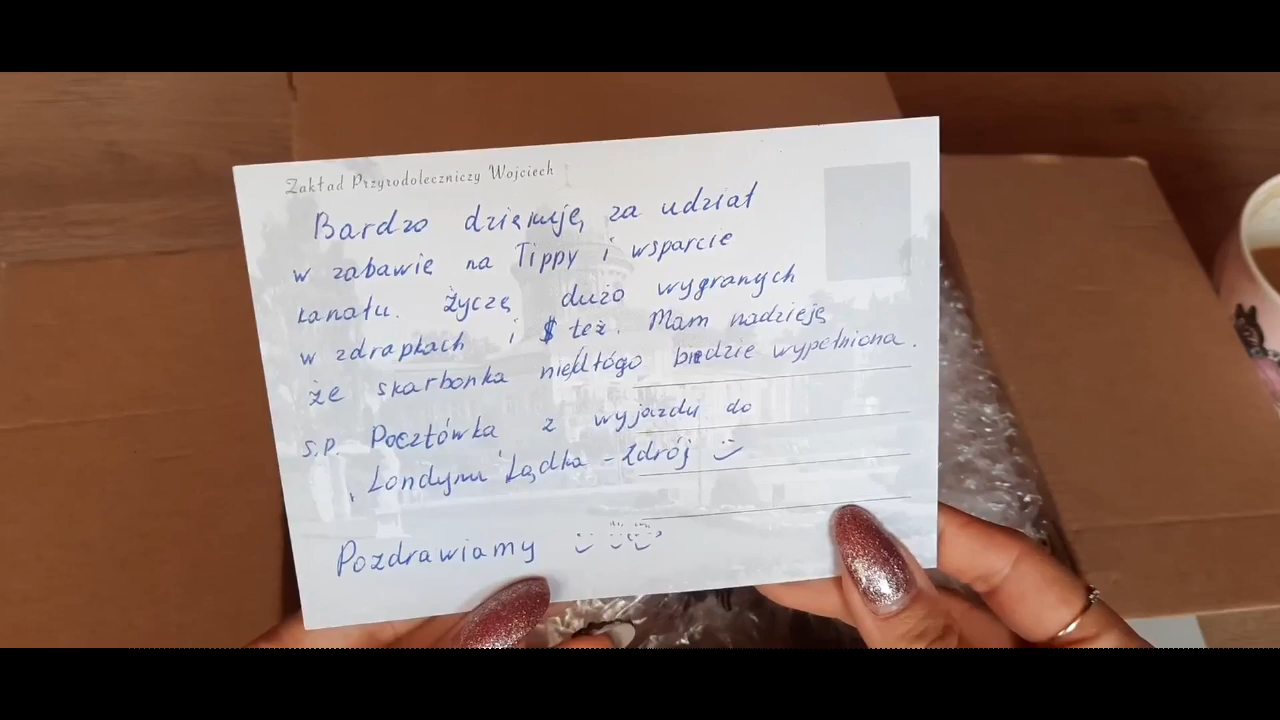 Zakład Przyrodoleczniczy Wojciech
Bardzo dziękuję za udział
w zabawie na Tippy i wsparcie
kanału. Życzę dużo wygranych
w zdrapkach i $ też. Mam nadzieję
że skarbonka niedługo będzie wypełniona.
S.P. Pocztówka z wyjazdu do
"Londynu" Lądka - Zdrój
Pozdrawiamy